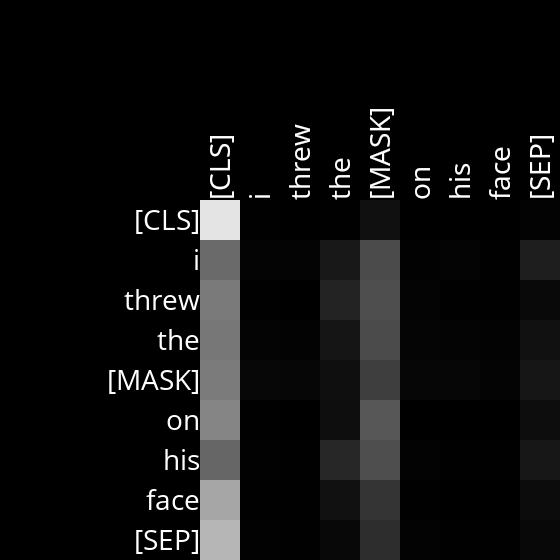 [CLS] i threw the [MASK] on his face [SEP]
[CLS]
i
threw
the
[MASK]
on
his
face
[SEP]